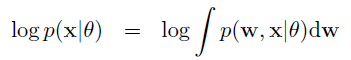 log p(x|θ) = log ∫ p(w, x|θ)dw